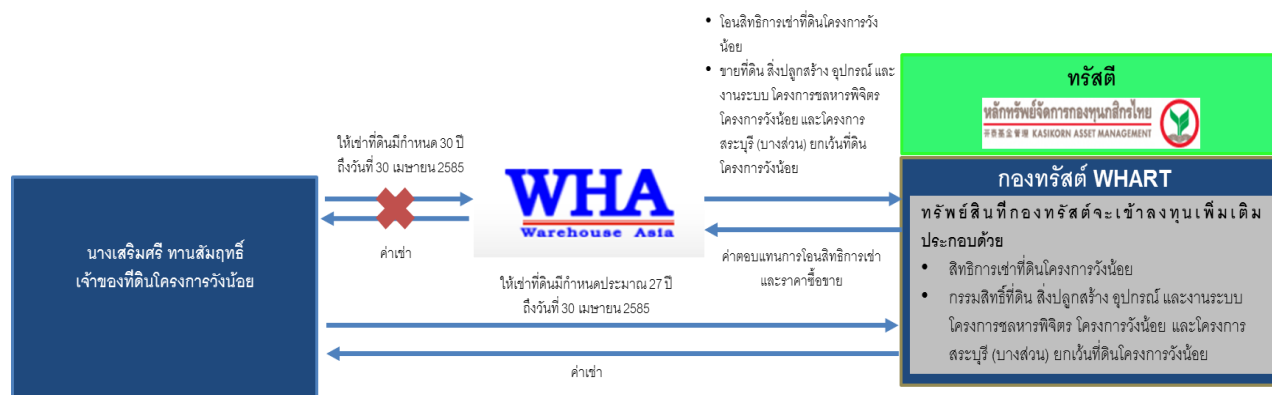 • โอนสิทธิการเช่าที่ดินโครงการวัง
น้อย
• ขายที่ดิน สิ่งปลูกสร้าง อุปกรณ์ และ
งานระบบ โครงการชลหารพิจิตร
โครงการวังน้อย และโครงการ
สระบุรี (บางส่วน) ยกเว้นที่ดิน
โครงการวังน้อย
ทรัสตี
หลักทรัพย์จัดการกองทุนกสิกรไทย
KASIKORN ASSET MANAGEMENT
ให้เช่าที่ดินมีกำหนด 30 ปี
ถึงวันที่ 30 เมษายน 2585
WHA
Warehouse Asia
ค่าเช่า
นางเสริมศรี ทานสัมฤทธิ์
เจ้าของที่ดินโครงการวังน้อย
ค่าตอบแทนการโอนสิทธิการเช่า
และราคาซื้อขาย
ให้เช่าที่ดินมีกำหนดประมาณ 27 ปี
ถึงวันที่ 30 เมษายน 2585
ค่าเช่า
กองทรัสต์ WHART
ทรัพย์สินที่กองทรัสต์จะเข้าลงทุนเพิ่มเติม
ประกอบด้วย
• สิทธิการเช่าที่ดินโครงการวังน้อย
• กรรมสิทธิ์ที่ดิน สิ่งปลูกสร้าง อุปกรณ์ และงานระบบ
โครงการชลหารพิจิตร โครงการวังน้อย และโครงการ
สระบุรี (บางส่วน) ยกเว้นที่ดินโครงการวังน้อย